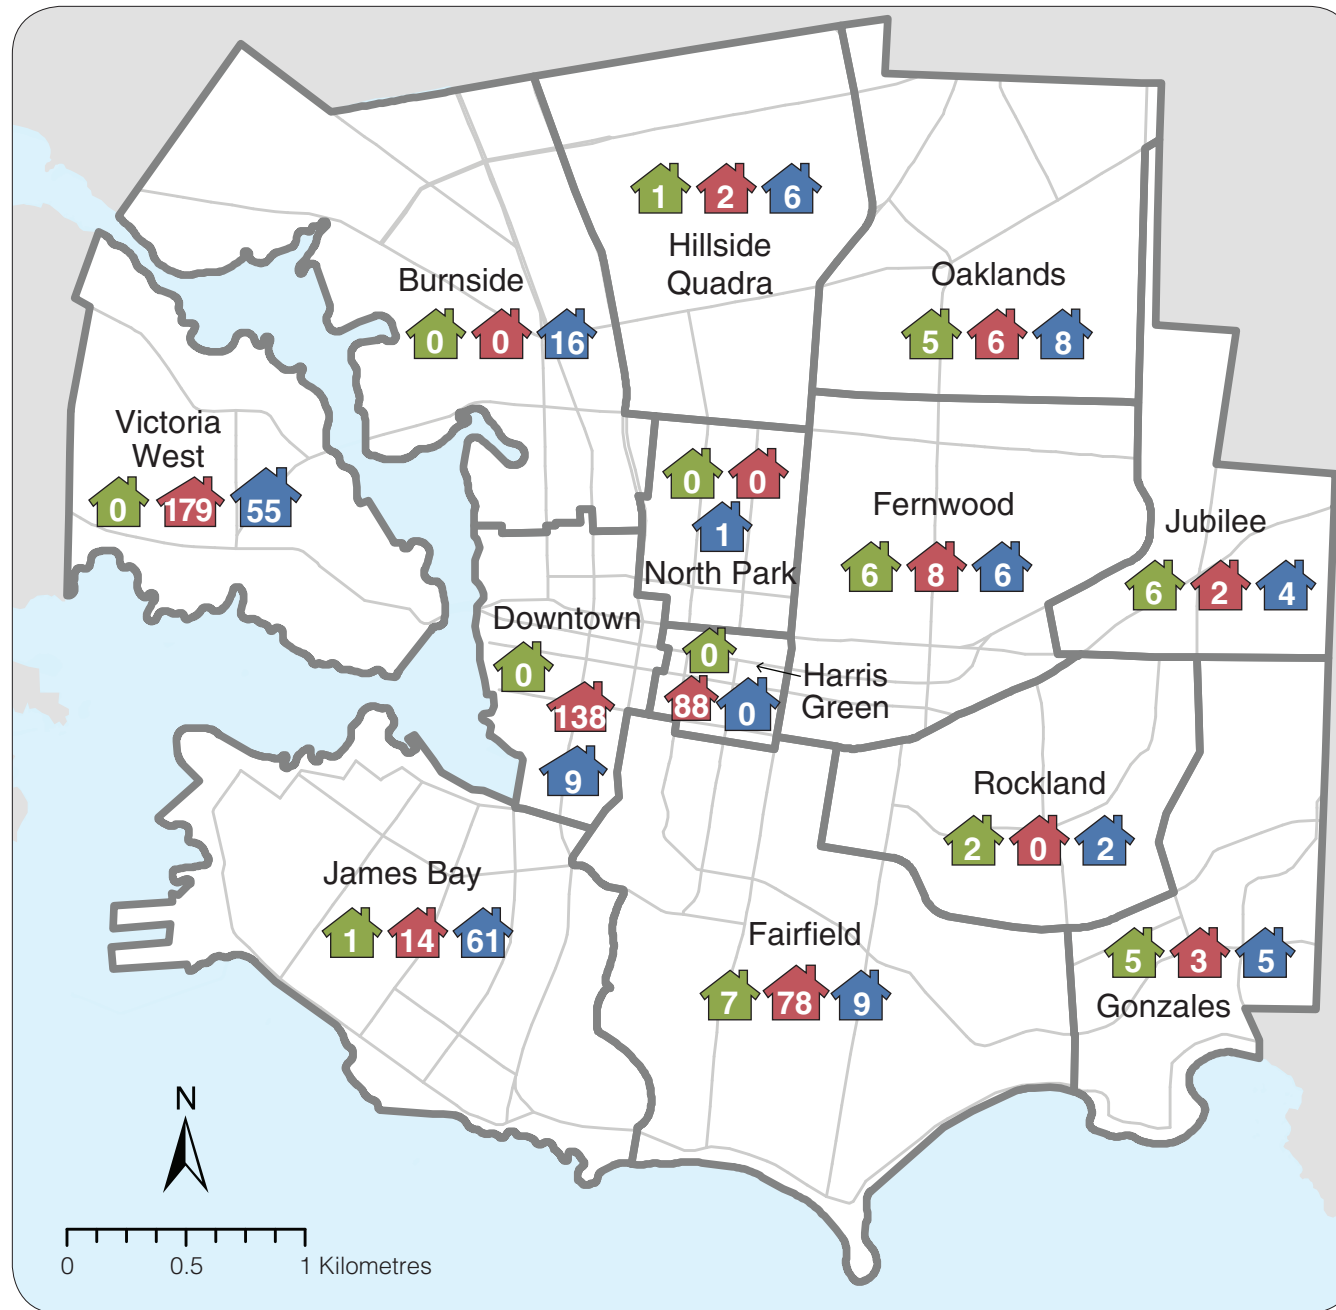 1 2 6
Hillside
Quadra
Burnside
0 0 16
Oaklands
5 6 8
Victoria
West
0 179 55
0 0
1
North Park
Fernwood
6 8 6
Jubilee
6 2 4
Downtown
0
138
9
0
88 0
Harris
Green
Rockland
2 0 2
James Bay
1 14 61
Fairfield
7 78 9
5 3 5
Gonzales
N
0 0.5 1 Kilometres